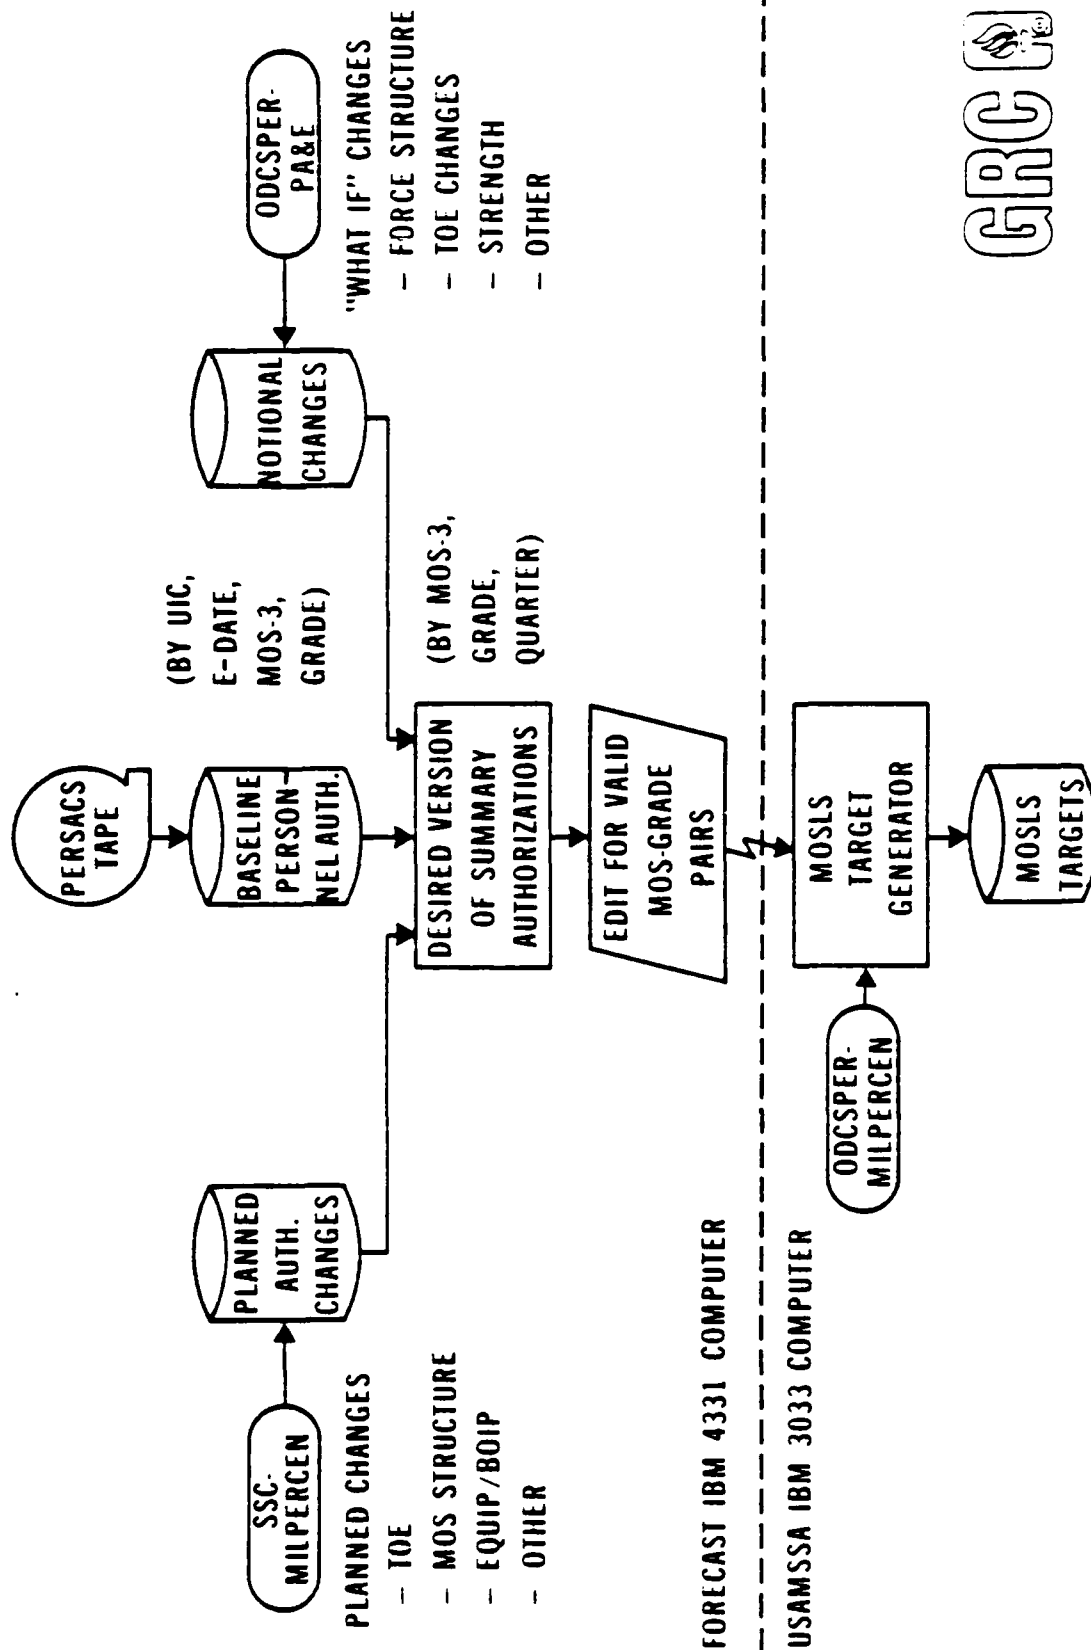 PERSACS
TAPE
SSC-
MILPERCEN
PLANNED
AUTH.
CHANGES
BASELINE
PERSON-
NEL AUTH.
(BY UIC,
E-DATE,
MOS-3,
GRADE)
NOTIONAL
CHANGES
ODCSPER-
PA&E
PLANNED CHANGES
– TOE
– MOS STRUCTURE
– EQUIP/BOIP
– OTHER
"WHAT IF" CHANGES
– FORCE STRUCTURE
– TOE CHANGES
– STRENGTH
– OTHER
DESIRED VERSION
OF SUMMARY
AUTHORIZATIONS
(BY MOS-3,
GRADE,
QUARTER)
EDIT FOR VALID
MOS-GRADE
PAIRS
FORECAST IBM 4331 COMPUTER
USAMSSA IBM 3033 COMPUTER
ODCSPER-
MILPERCEN
MOSLS
TARGET
GENERATOR
MOSLS
TARGETS
GRC